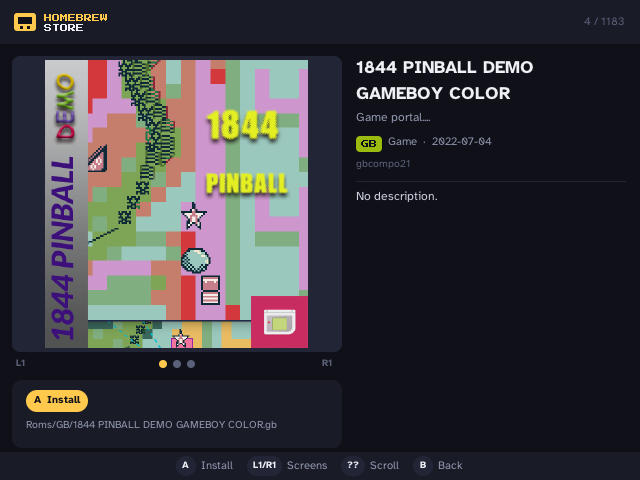 HOMEBREW
STORE
4 / 1183
1844 PINBALL DEMO
1844
PINBALL
L1
R1
A Install
Roms/GB/1844 PINBALL DEMO GAMEBOY COLOR.gb
1844 PINBALL DEMO
GAMEBOY COLOR
Game portal....
GB Game · 2022-07-04
gbcompo21
No description.
A Install L1/R1 Screens ?? Scroll B Back